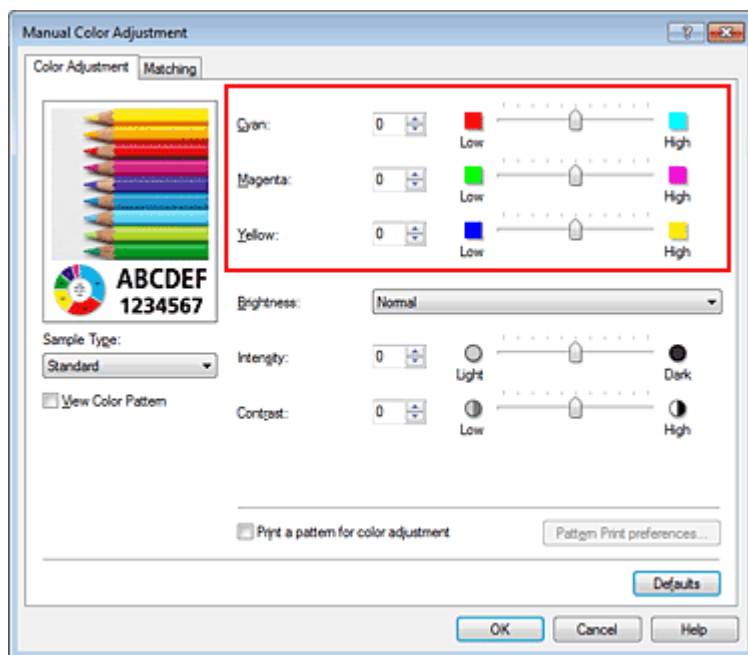 Manual Color Adjustment
Color Adjustment
Matching
ABCDEF
1234567
Sample Type:
Standard
View Color Pattern
Cyan: 0
Low High
Magenta: 0
Low High
Yellow: 0
Low High
Brightness: Normal
Intensity: 0
Light Dark
Contrast: 0
Low High
Print a pattern for color adjustment
Pattern Print preferences...
Defaults
OK Cancel Help